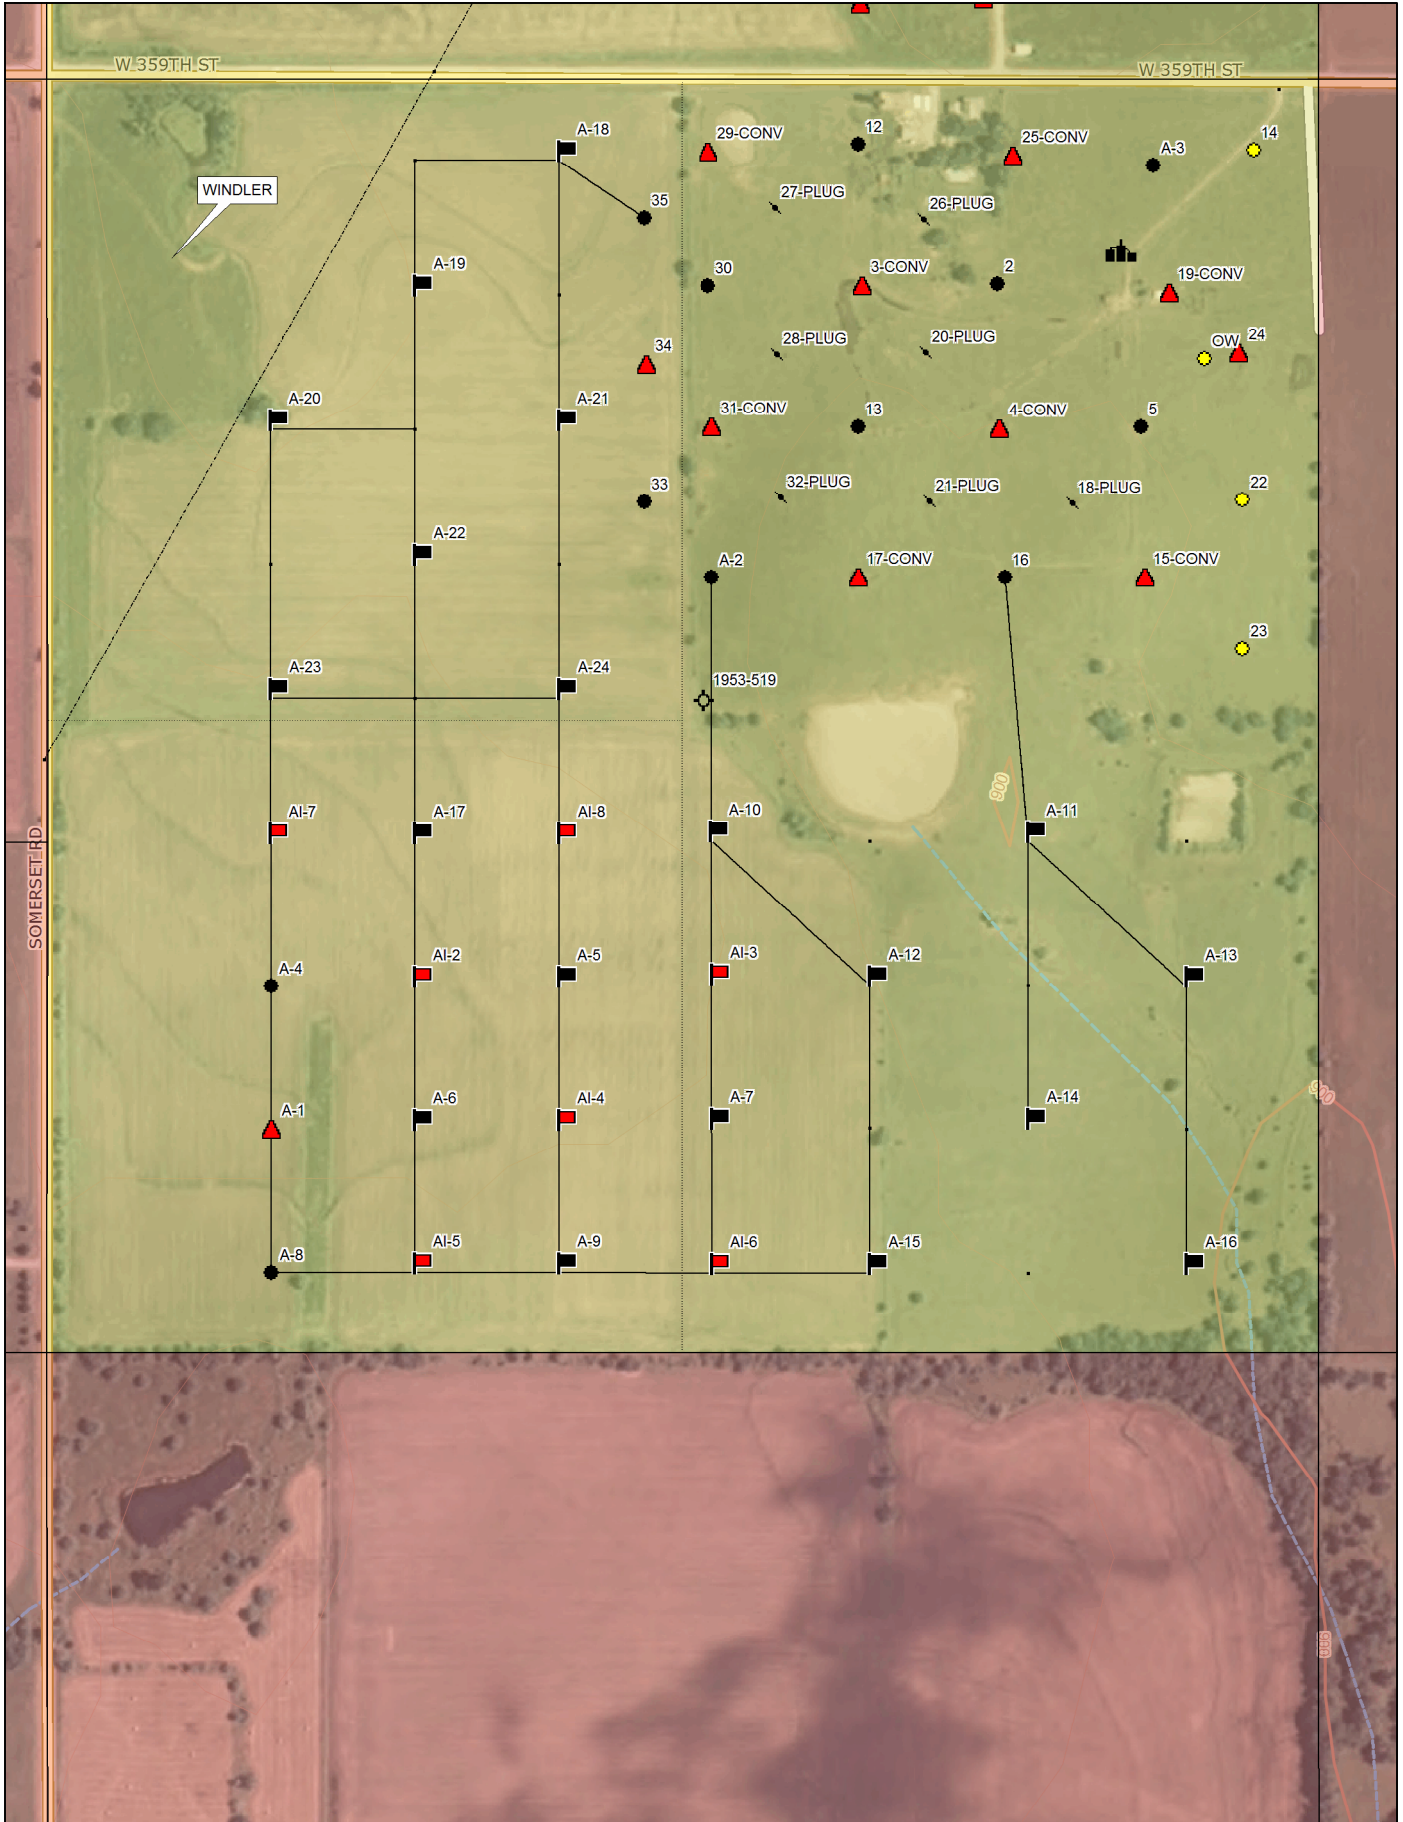 W 359TH ST
W 359TH ST
A-18
29-CONV
12
25-CONV
A-3
14
WINDLER
27-PLUG
26-PLUG
35
A-19
30
3-CONV
2
19-CONV
28-PLUG
20-PLUG
OW
24
34
A-20
A-21
31-CONV
13
4-CONV
5
33
32-PLUG
21-PLUG
18-PLUG
22
A-22
A-2
17-CONV
16
15-CONV
23
A-23
A-24
1953-519
900
SOMERSET RD
AI-7
A-17
AI-8
A-10
A-11
A-4
AI-2
A-5
AI-3
A-12
A-13
A-1
A-6
AI-4
A-7
A-14
900
A-8
AI-5
A-9
AI-6
A-15
A-16